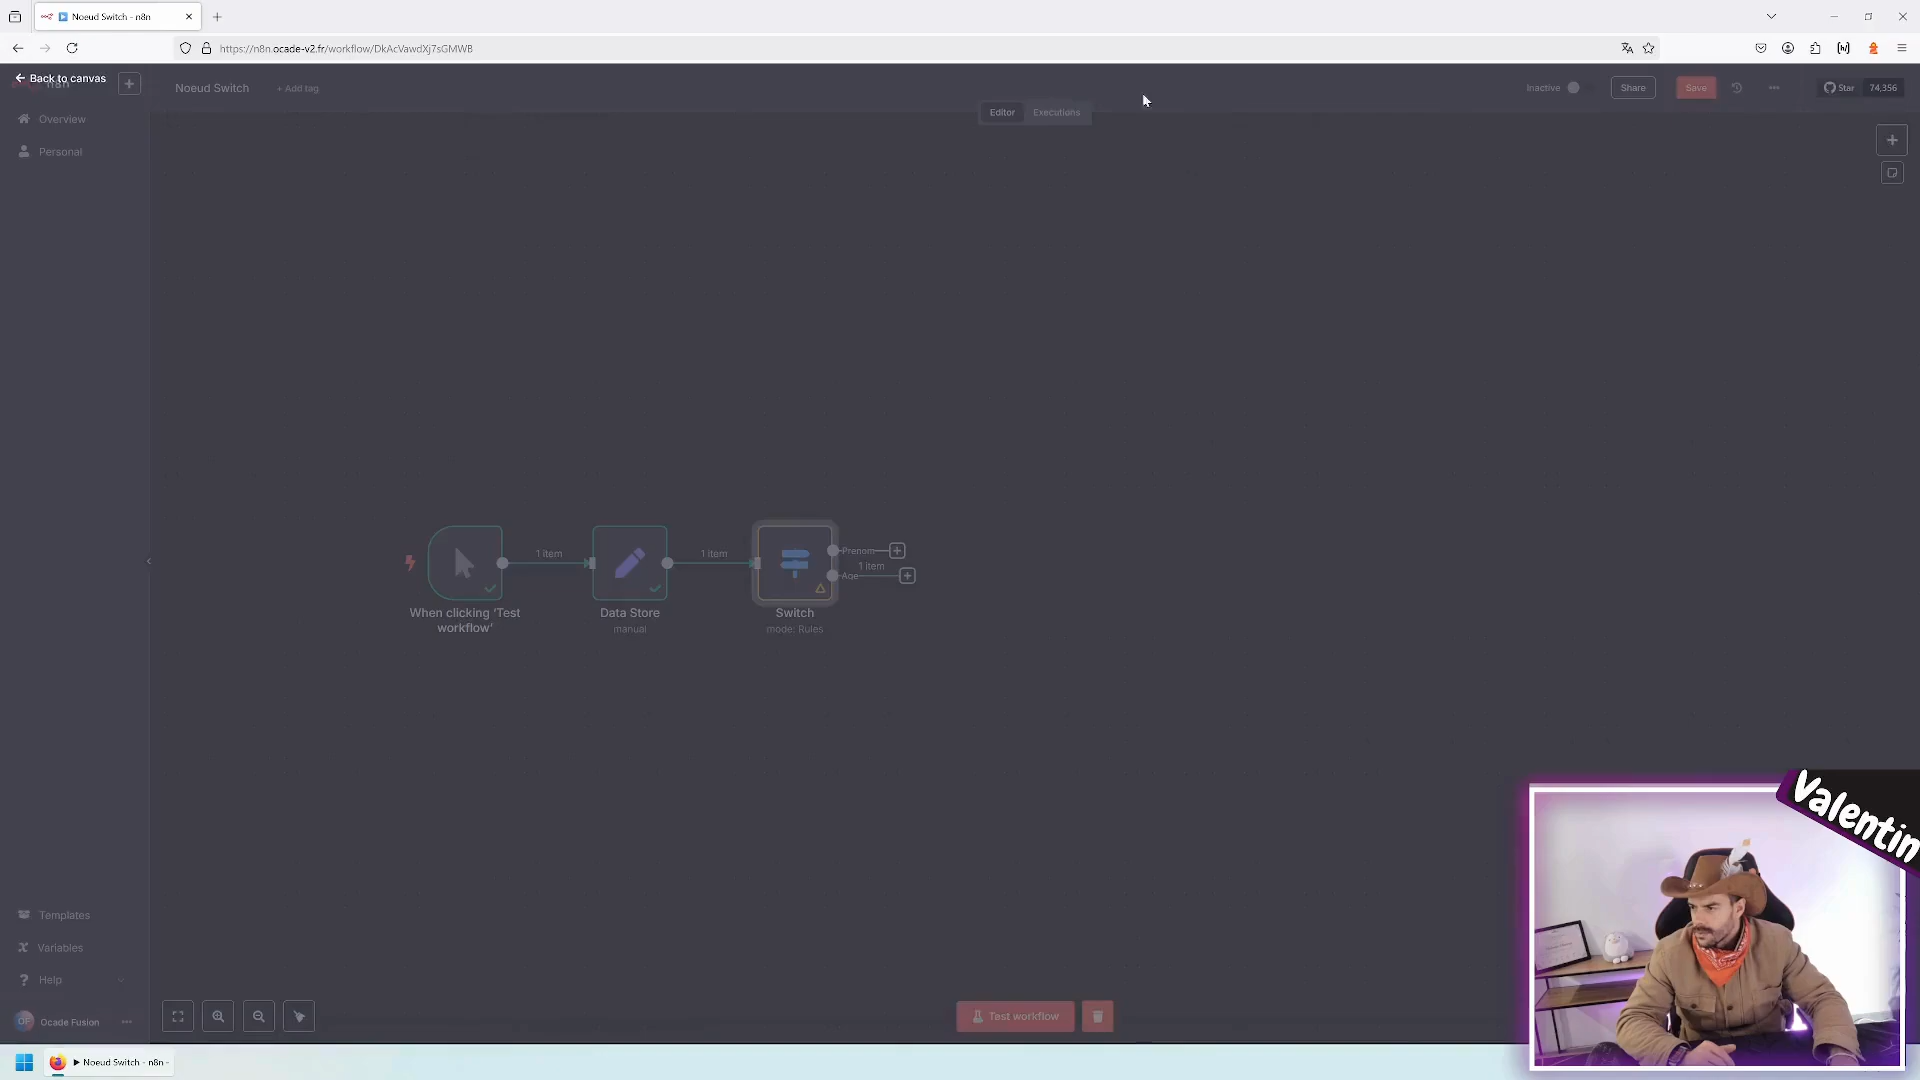 Noeud Switch - n8n
https://n8n.ocade-v2.fr/workflow/DkAcVawdXj7sGMWB
Back to canvas
n8n
Noeud Switch
+ Add tag
Inactive
Share
Save
Star
74,356
Editor
Executions
Overview
Personal
1 item
1 item
Prenom
1 item
Age
When clicking ‘Test
workflow’
Data Store
manual
Switch
mode: Rules
Valentin
Templates
Variables
Help
OF
Ocade Fusion
Test workflow
Noeud Switch - n8n -